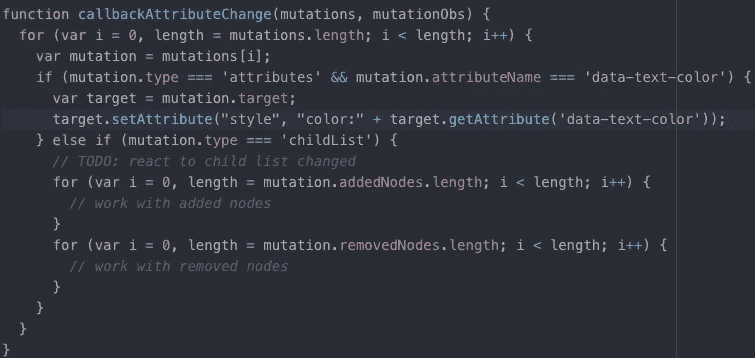 function callbackAttributeChange(mutations, mutationObs) {
  for (var i = 0, length = mutations.length; i < length; i++) {
    var mutation = mutations[i];
    if (mutation.type === 'attributes' && mutation.attributeName === 'data-text-color') {
      var target = mutation.target;
      target.setAttribute("style", "color:" + target.getAttribute('data-text-color'));
    } else if (mutation.type === 'childList') {
      // TODO: react to child list changed
      for (var i = 0, length = mutation.addedNodes.length; i < length; i++) {
        // work with added nodes
      }
      for (var i = 0, length = mutation.removedNodes.length; i < length; i++) {
        // work with removed nodes
      }
    }
  }
}